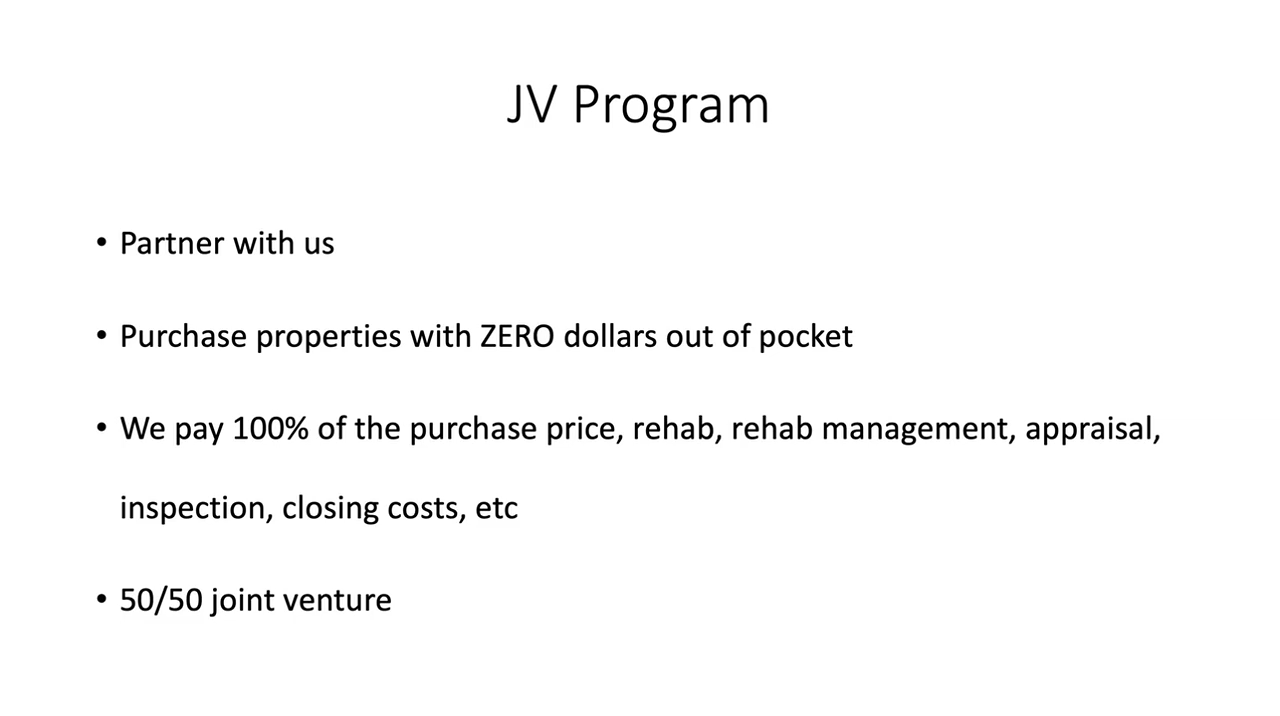 JV Program
• Partner with us
• Purchase properties with ZERO dollars out of pocket
• We pay 100% of the purchase price, rehab, rehab management, appraisal,
inspection, closing costs, etc
• 50/50 joint venture